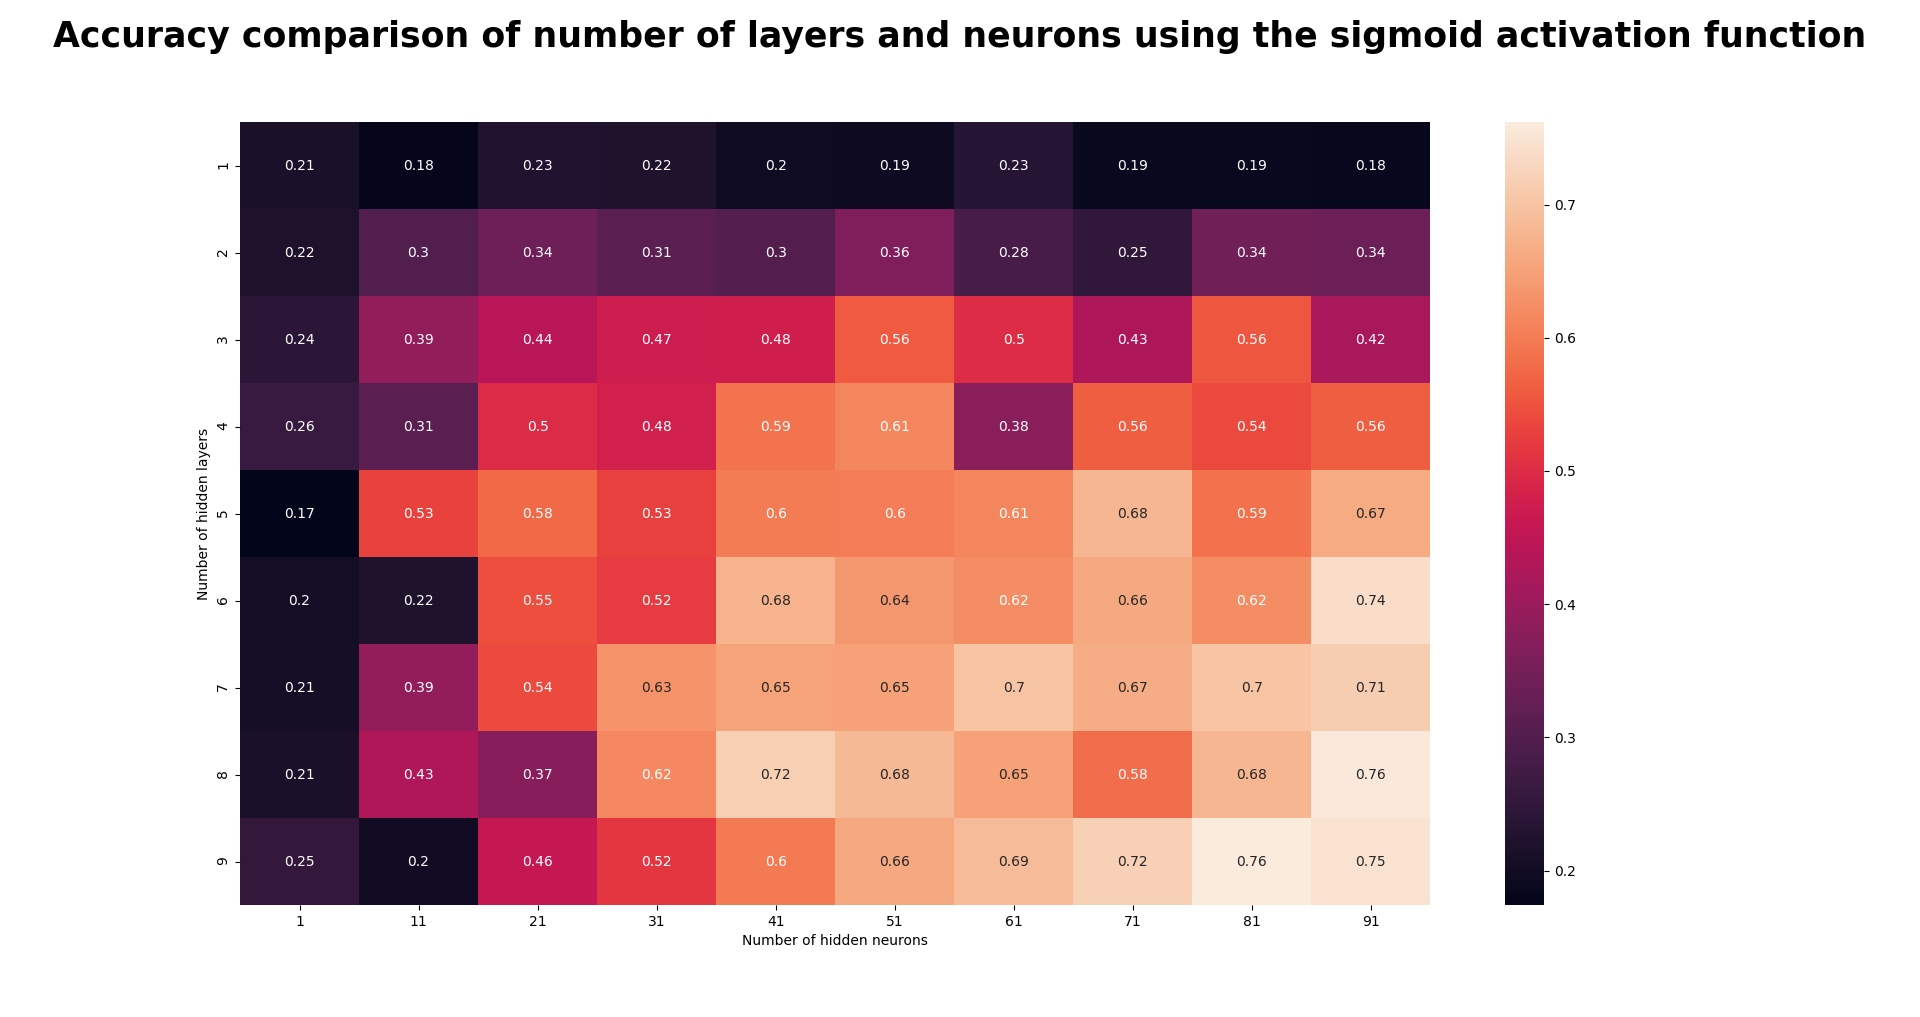 Accuracy comparison of number of layers and neurons using the sigmoid activation function
Number of hidden layers
1 0.21 0.18 0.23 0.22 0.2 0.19 0.23 0.19 0.19 0.18
2 0.22 0.3 0.34 0.31 0.3 0.36 0.28 0.25 0.34 0.34
3 0.24 0.39 0.44 0.47 0.48 0.56 0.5 0.43 0.56 0.42
4 0.26 0.31 0.5 0.48 0.59 0.61 0.38 0.56 0.54 0.56
5 0.17 0.53 0.58 0.53 0.6 0.6 0.61 0.68 0.59 0.67
6 0.2 0.22 0.55 0.52 0.68 0.64 0.62 0.66 0.62 0.74
7 0.21 0.39 0.54 0.63 0.65 0.65 0.7 0.67 0.7 0.71
8 0.21 0.43 0.37 0.62 0.72 0.68 0.65 0.58 0.68 0.76
9 0.25 0.2 0.46 0.52 0.6 0.66 0.69 0.72 0.76 0.75
1 11 21 31 41 51 61 71 81 91
Number of hidden neurons
0.7
0.6
0.5
0.4
0.3
0.2